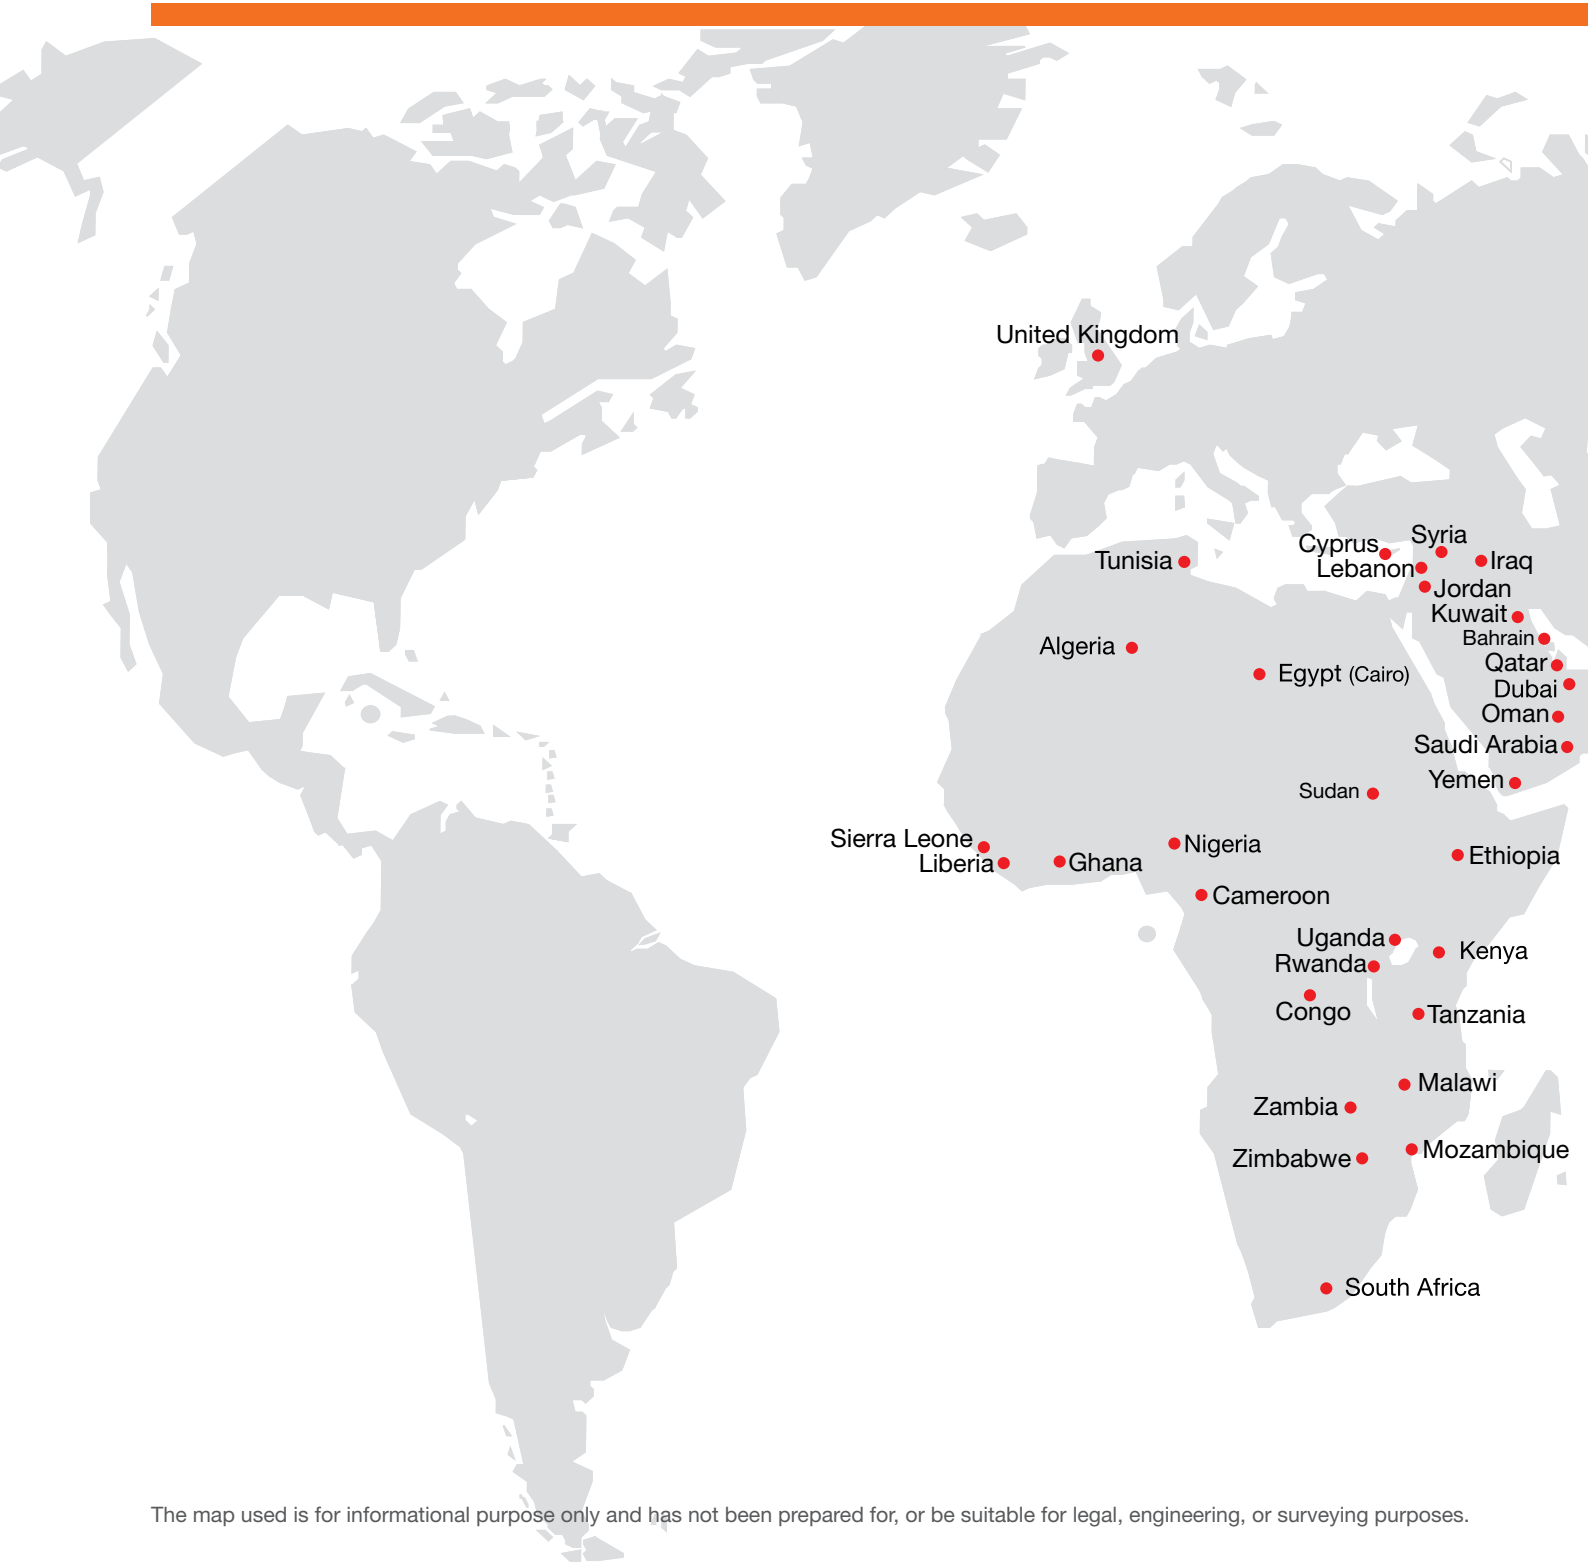 United Kingdom
Syria
Cyprus
Tunisia
Iraq
Lebanon
Jordan
Kuwait
Bahrain
Algeria
Qatar
Egypt (Cairo)
Dubai
Oman
Saudi Arabia
Yemen
Sudan
Sierra Leone
Nigeria
Liberia
Ghana
Ethiopia
Cameroon
Uganda
Kenya
Rwanda
Congo
Tanzania
Malawi
Zambia
Mozambique
Zimbabwe
South Africa
The map used is for informational purpose only and has not been prepared for, or be suitable for legal, engineering, or surveying purposes.